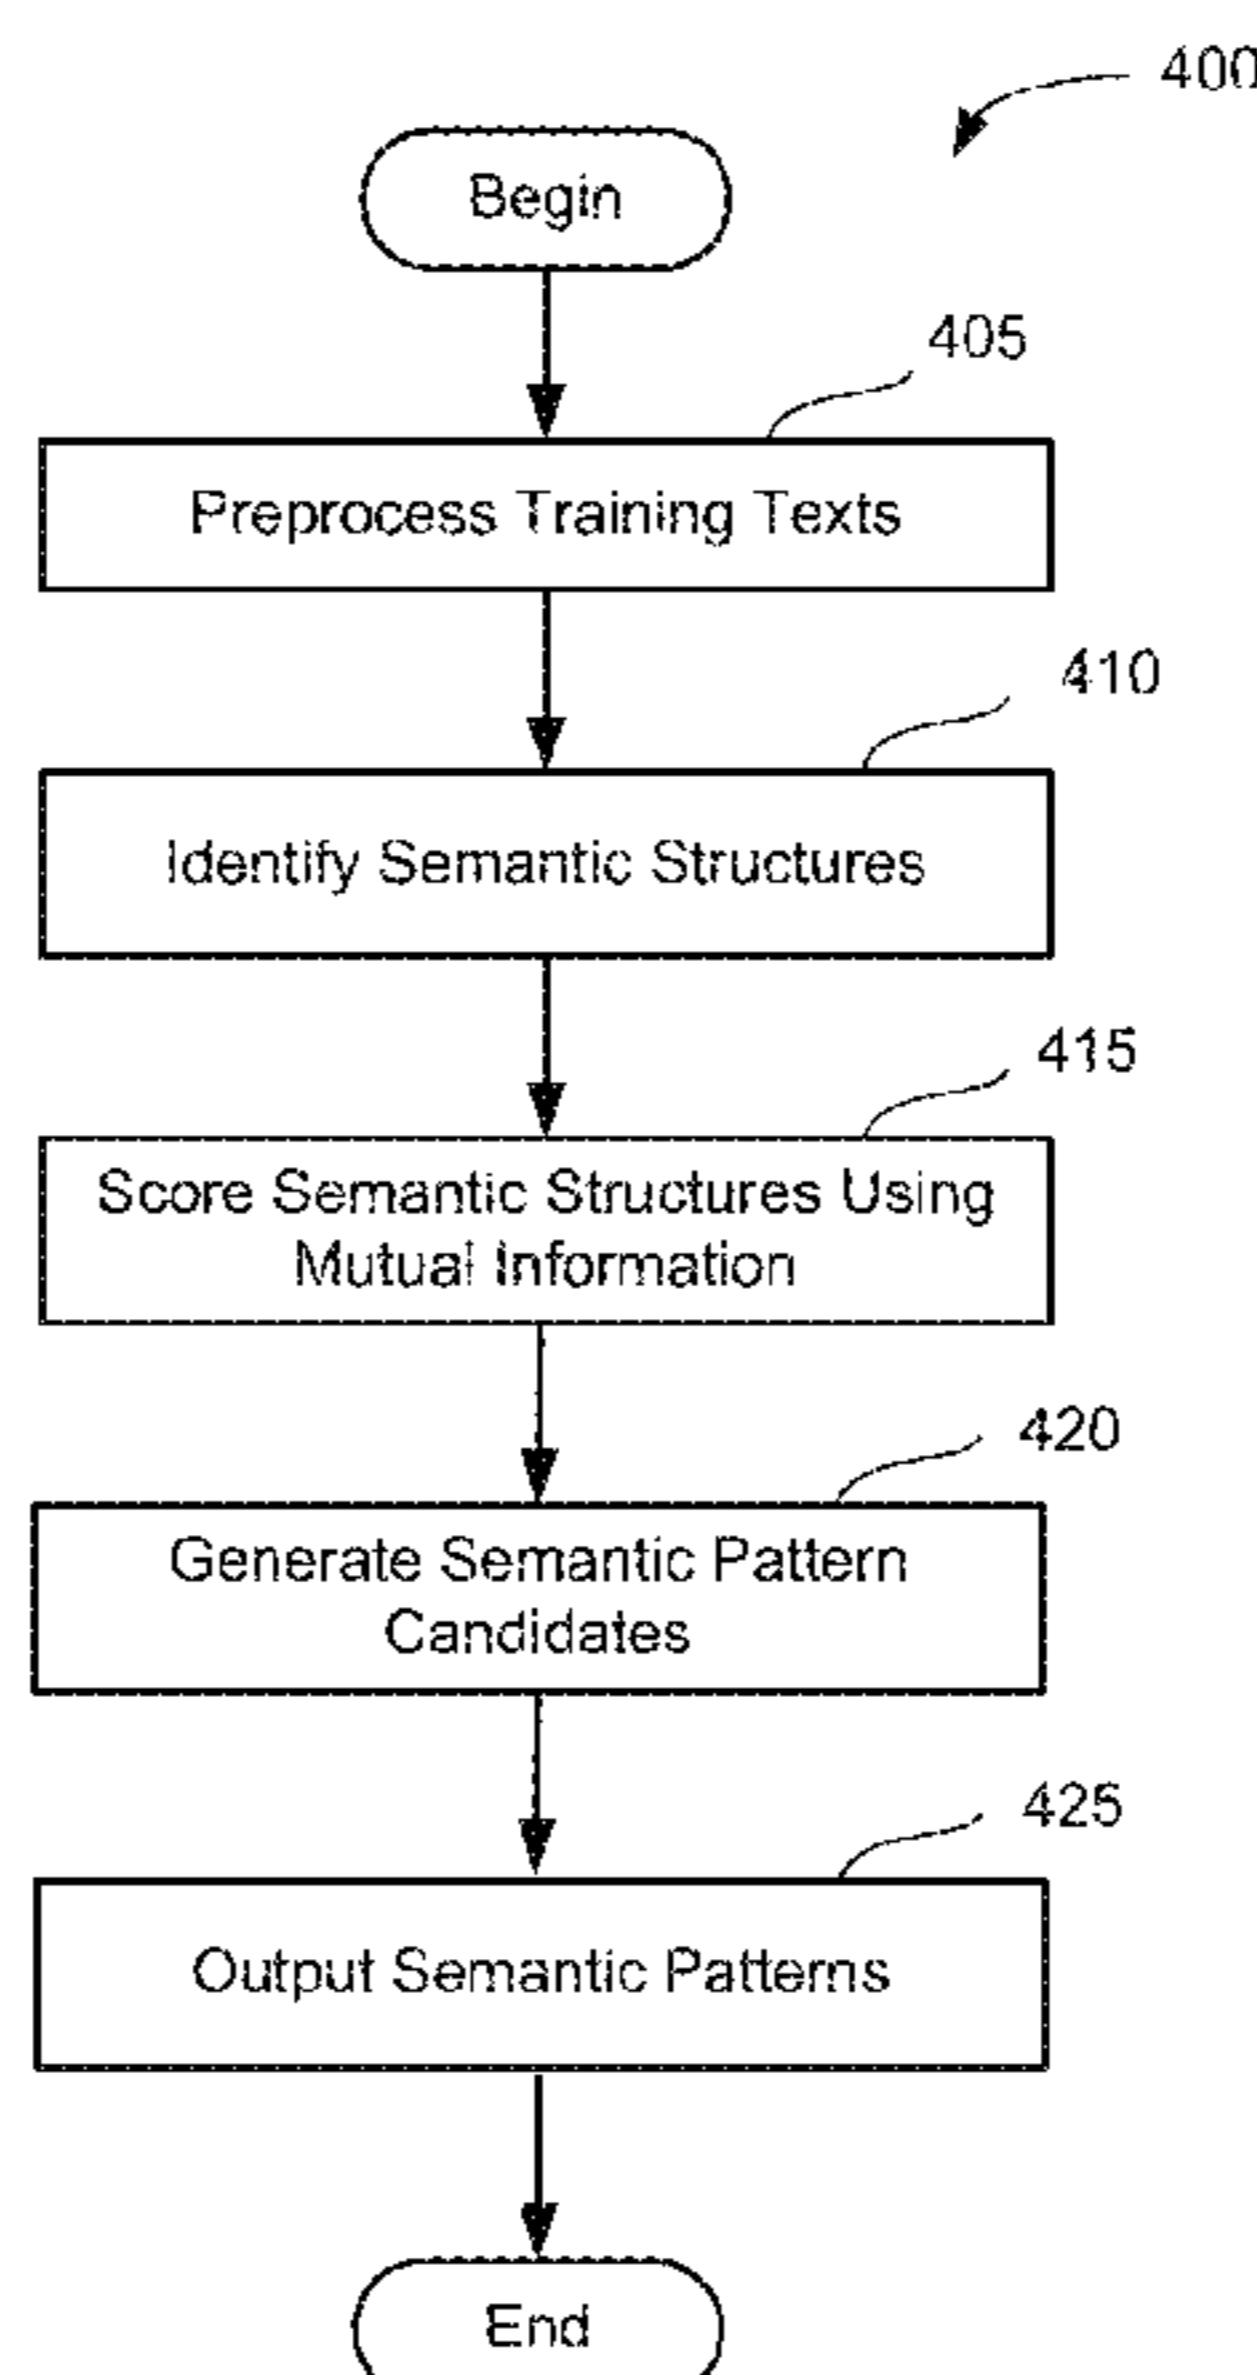 400
Begin
405
Preprocess Training Texts
410
Identify Semantic Structures
415
Score Semantic Structures Using
Mutual Information
420
Generate Semantic Pattern
Candidates
425
Output Semantic Patterns
End